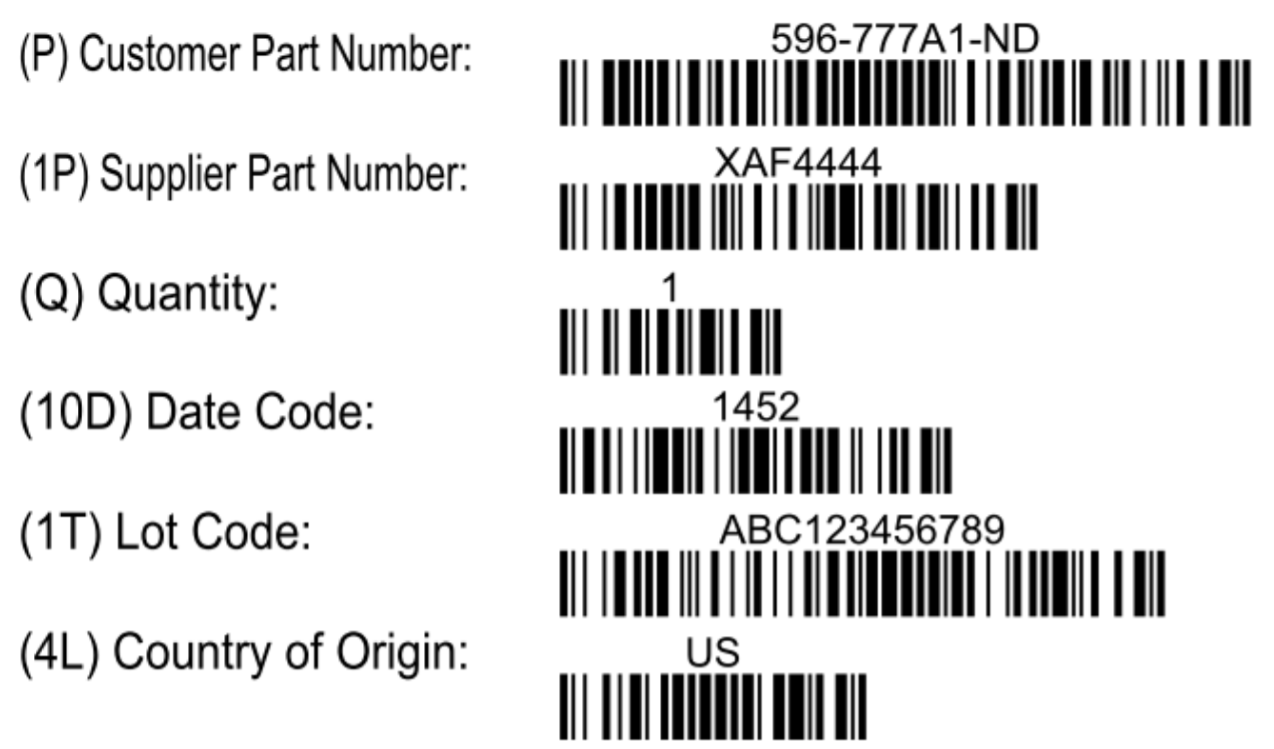 (P) Customer Part Number: 596-777A1-ND
(1P) Supplier Part Number: XAF4444
(Q) Quantity: 1
(10D) Date Code: 1452
(1T) Lot Code: ABC123456789
(4L) Country of Origin: US